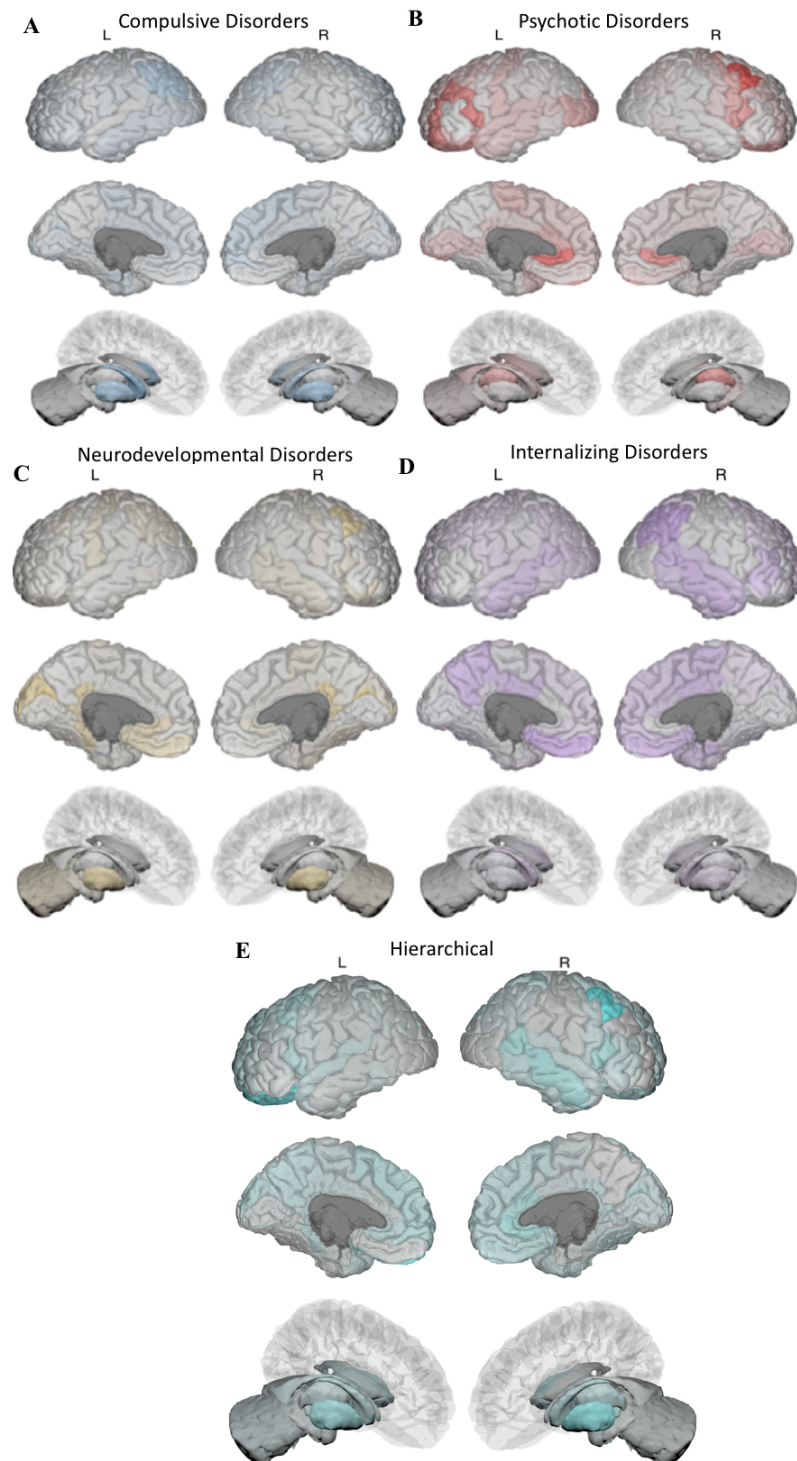 A Compulsive Disorders
L R
B Psychotic Disorders
L R
C Neurodevelopmental Disorders
L R
D Internalizing Disorders
L R
E Hierarchical
L R